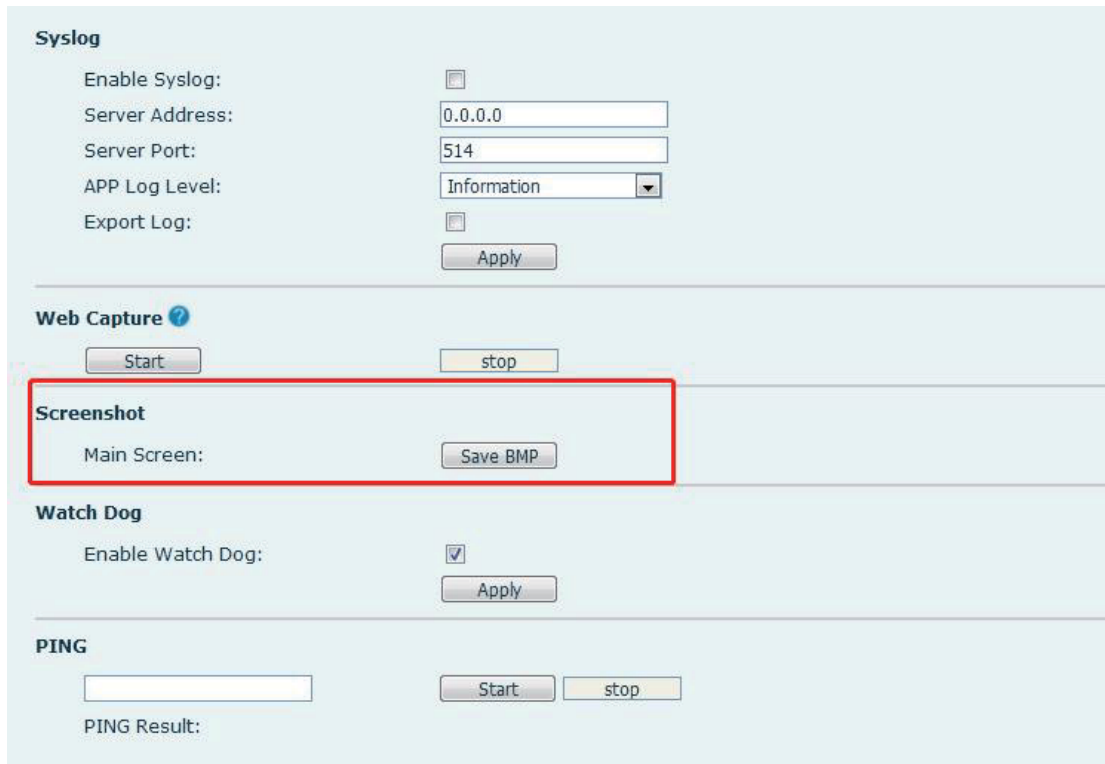 Syslog
Enable Syslog:
Server Address: 0.0.0.0
Server Port: 514
APP Log Level: Information
Export Log:
Apply
Web Capture ?
Start stop
Screenshot
Main Screen: Save BMP
Watch Dog
Enable Watch Dog:
Apply
PING
Start stop
PING Result: